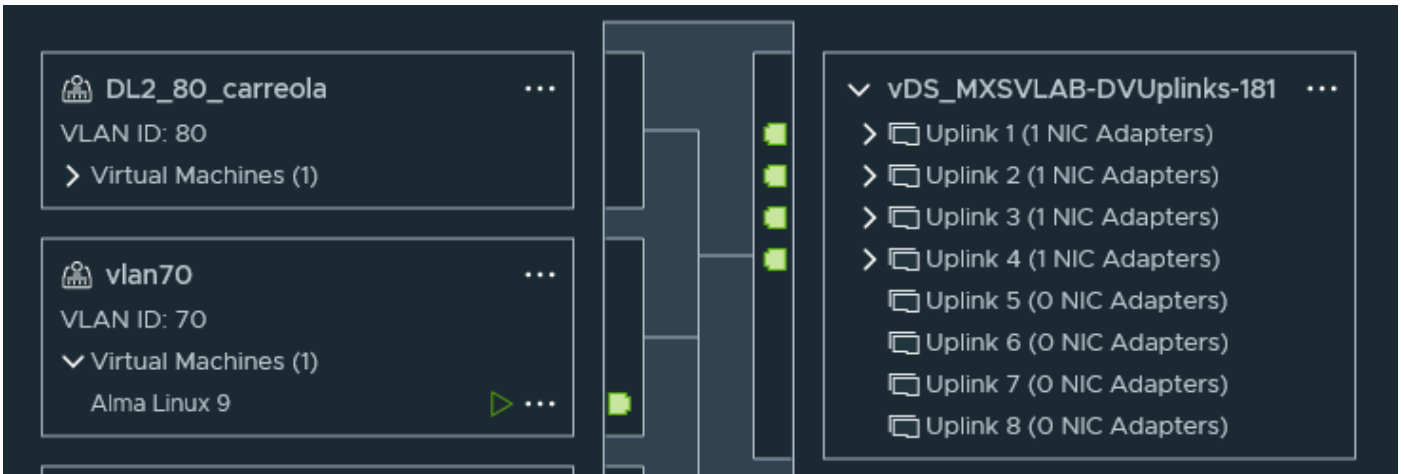 DL2_80_carreola
VLAN ID: 80
Virtual Machines (1)
vlan70
VLAN ID: 70
Virtual Machines (1)
Alma Linux 9
vDS_MXSVLAB-DVUplinks-181
Uplink 1 (1 NIC Adapters)
Uplink 2 (1 NIC Adapters)
Uplink 3 (1 NIC Adapters)
Uplink 4 (1 NIC Adapters)
Uplink 5 (0 NIC Adapters)
Uplink 6 (0 NIC Adapters)
Uplink 7 (0 NIC Adapters)
Uplink 8 (0 NIC Adapters)